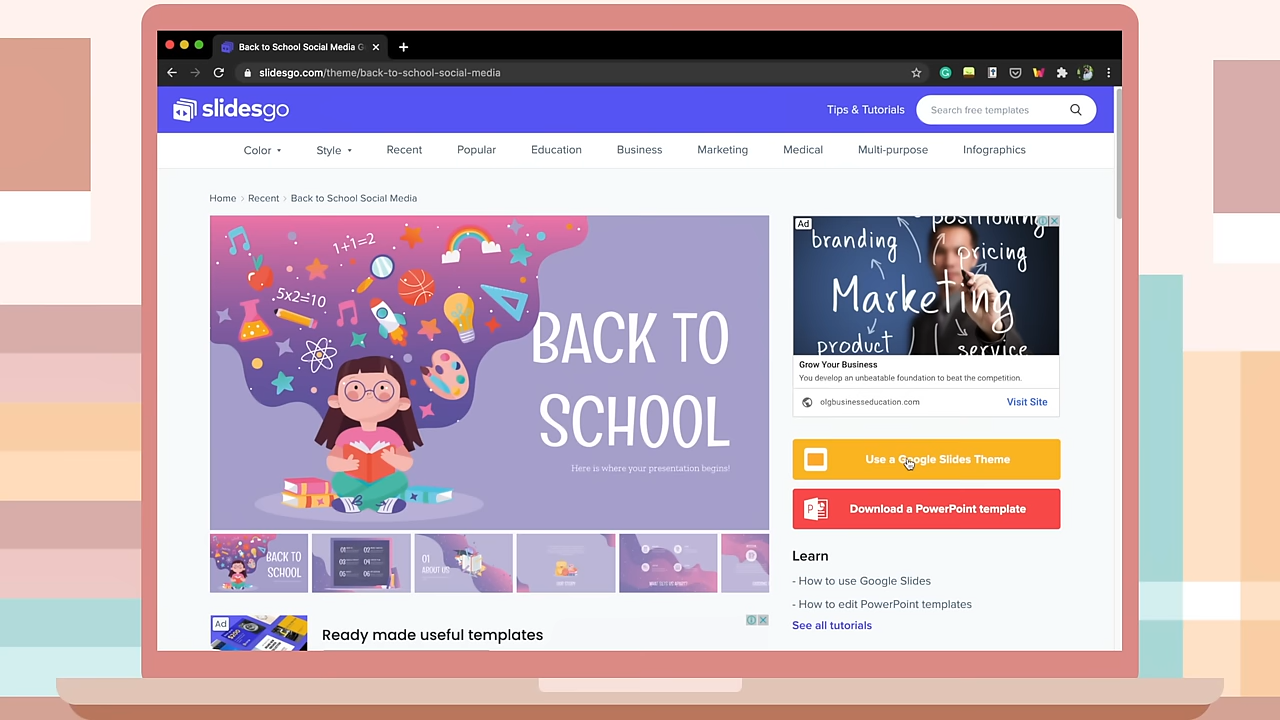 Back to School Social Media G
slidesgo.com/theme/back-to-school-social-media
slidesgo
Tips & Tutorials
Search free templates
Color
Style
Recent
Popular
Education
Business
Marketing
Medical
Multi-purpose
Infographics
Home › Recent › Back to School Social Media
1+1=2
5x2=10
BACK TO
SCHOOL
Here is where your presentation begins!
Ad
positioning
branding
pricing
Marketing
product
service
Grow Your Business
You develop an unbeatable foundation to beat the competition.
olgbusinesseducation.com
Visit Site
Use a Google Slides Theme
Download a PowerPoint template
BACK TO
SCHOOL
01
ABOUT US
Learn
- How to use Google Slides
- How to edit PowerPoint templates
See all tutorials
Ad
Ready made useful templates